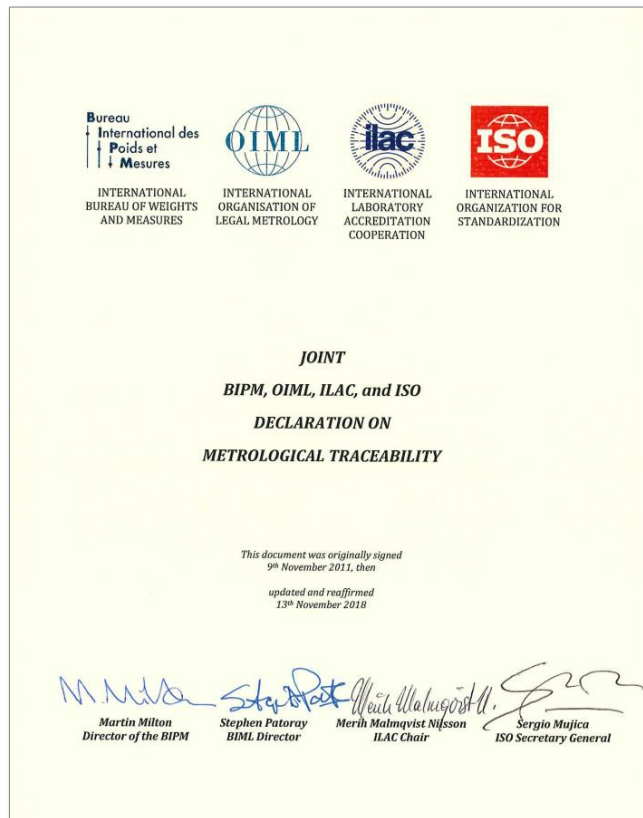 Bureau
International des
Poids et
Mesures
OIML
ilac
ISO
INTERNATIONAL
BUREAU OF WEIGHTS
AND MEASURES
INTERNATIONAL
ORGANISATION OF
LEGAL METROLOGY
INTERNATIONAL
LABORATORY
ACCREDITATION
COOPERATION
INTERNATIONAL
ORGANIZATION FOR
STANDARDIZATION
JOINT
BIPM, OIML, ILAC, and ISO
DECLARATION ON
METROLOGICAL TRACEABILITY
This document was originally signed
9th November 2011, then
updated and reaffirmed
13th November 2018
M. Milton
Merih Malmqvist N.
Martin Milton
Director of the BIPM
Stephen Patoray
BIML Director
Merih Malmqvist Nilsson
ILAC Chair
Sergio Mujica
ISO Secretary General